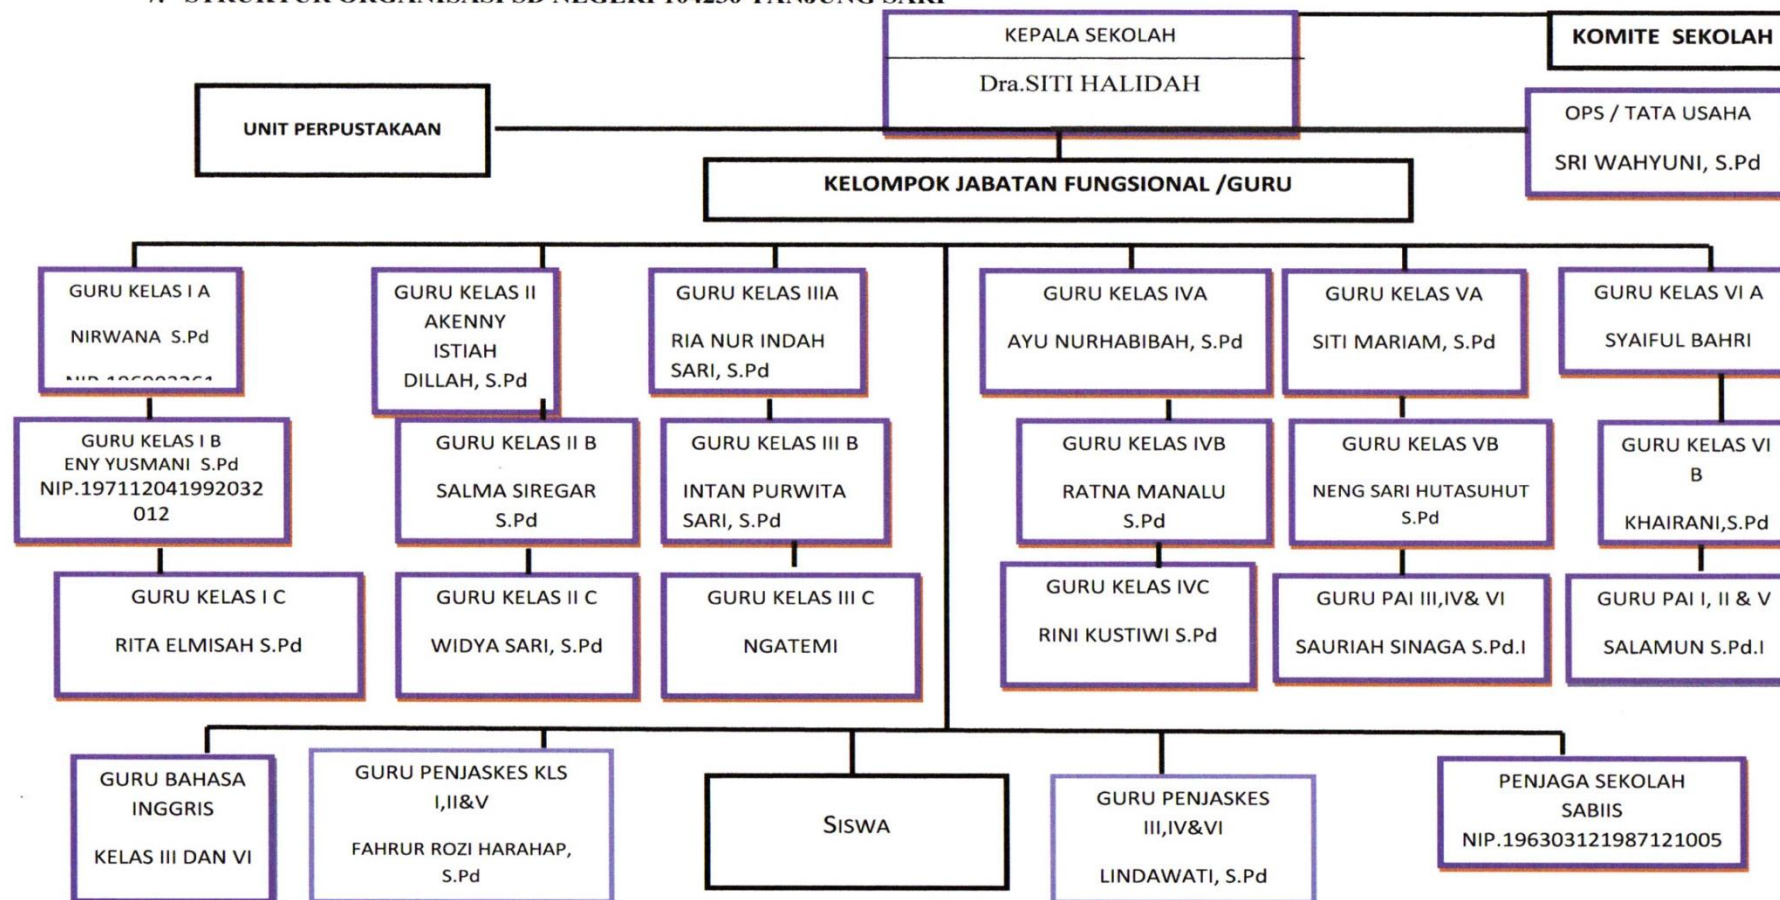 7. STRUKTUR ORGANISASI SD NEGERI 104230 TANJUNG SARI
KEPALA SEKOLAH
Dra.SITI HALIDAH
KOMITE SEKOLAH
UNIT PERPUSTAKAAN
OPS / TATA USAHA
SRI WAHYUNI, S.Pd
KELOMPOK JABATAN FUNGSIONAL /GURU
GURU KELAS I A
NIRWANA S.Pd
GURU KELAS II
AKENNY
ISTIAH
DILLAH, S.Pd
GURU KELAS IIIA
RIA NUR INDAH
SARI, S.Pd
GURU KELAS IVA
AYU NURHABIBAH, S.Pd
GURU KELAS VA
SITI MARIAM, S.Pd
GURU KELAS VI A
SYAIFUL BAHRI
GURU KELAS I B
ENY YUSMANI S.Pd
NIP.197112041992032
012
GURU KELAS II B
SALMA SIREGAR
S.Pd
GURU KELAS III B
INTAN PURWITA
SARI, S.Pd
GURU KELAS IVB
RATNA MANALU
S.Pd
GURU KELAS VB
NENG SARI HUTASUHUT
S.Pd
GURU KELAS VI
B
KHAIRANI,S.Pd
GURU KELAS I C
RITA ELMISAH S.Pd
GURU KELAS II C
WIDYA SARI, S.Pd
GURU KELAS III C
NGATEMI
GURU KELAS IVC
RINI KUSTIWI S.Pd
GURU PAI III,IV& VI
SAURIAH SINAGA S.Pd.I
GURU PAI I, II & V
SALAMUN S.Pd.I
GURU BAHASA
INGGRIS
KELAS III DAN VI
GURU PENJASKES KLS
I,II&V
FAHRUR ROZI HARAHAP,
S.Pd
SISWA
GURU PENJASKES
III,IV&VI
LINDAWATI, S.Pd
PENJAGA SEKOLAH
SABIIS
NIP.196303121987121005